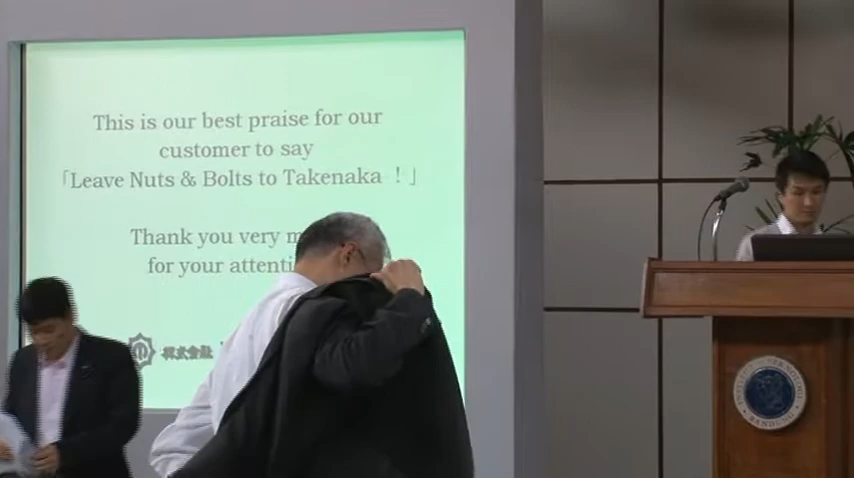 This is our best praise for our
customer to say
「Leave Nuts & Bolts to Takenaka！」
Thank you very
for your
株式会社